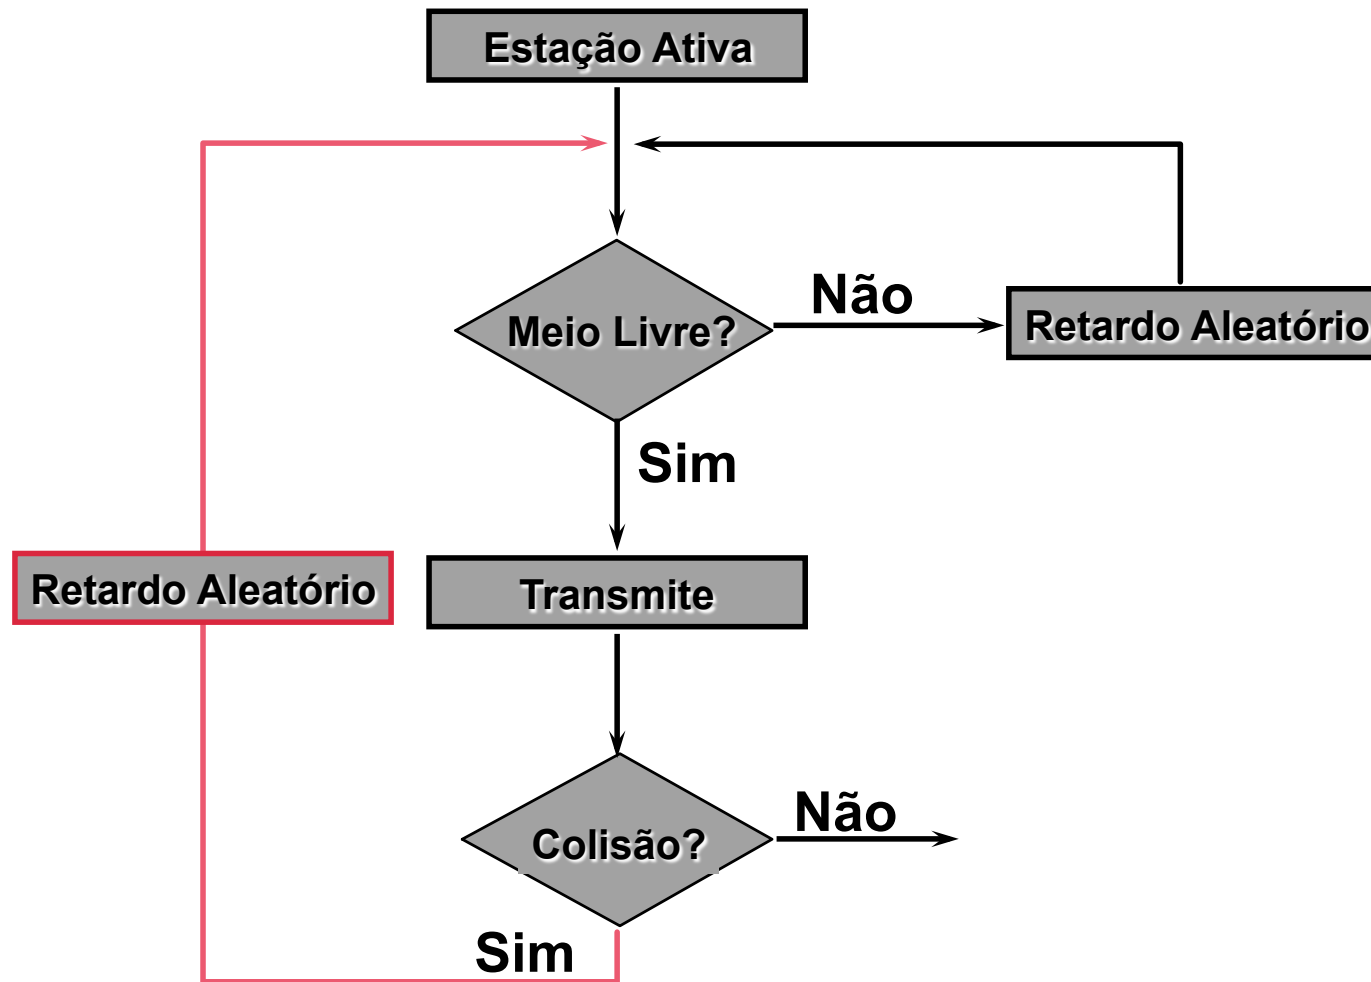 Estação Ativa
Não
Meio Livre?
Retardo Aleatório
Sim
Retardo Aleatório
Transmite
Não
Colisão?
Sim